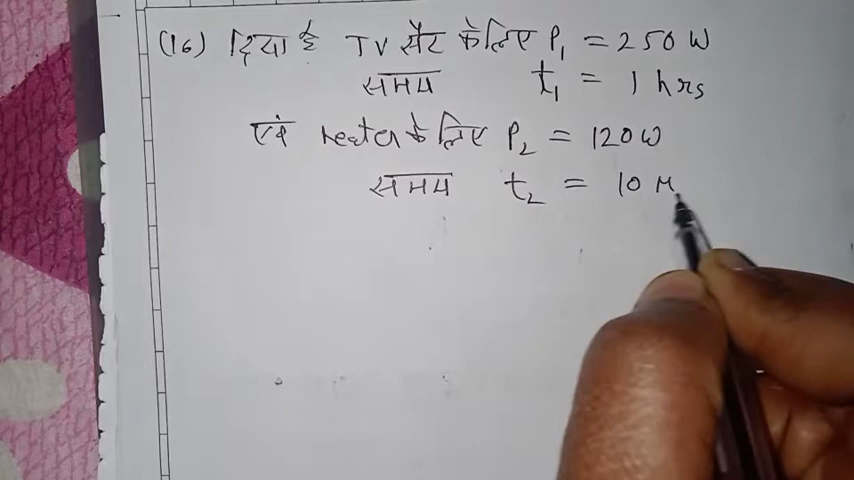 (16) दिया है TV सेट के लिए P₁ = 250 W
समय t₁ = 1 hrs
एवं heater के लिए P₂ = 120 W
समय t₂ = 10 M